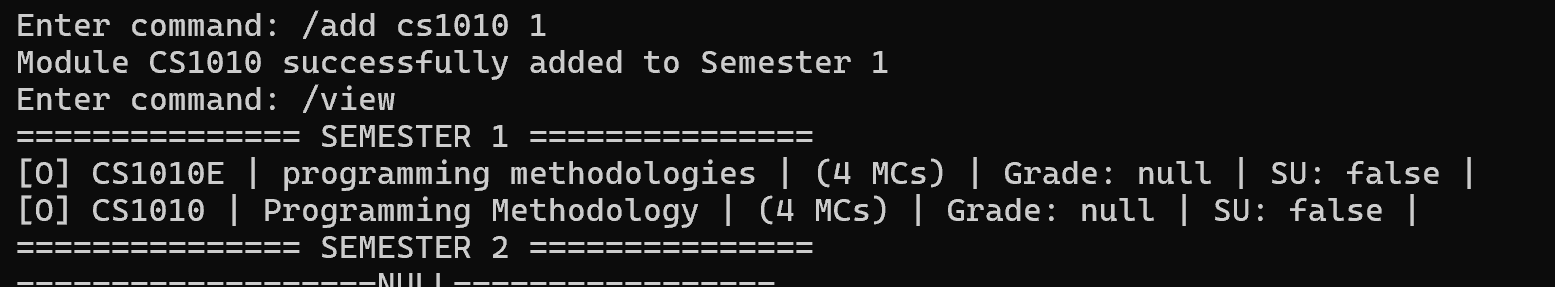 Enter command: /add cs1010 1
Module CS1010 successfully added to Semester 1
Enter command: /view
=============== SEMESTER 1 ===============
[O] CS1010E | programming methodologies | (4 MCs) | Grade: null | SU: false |
[O] CS1010 | Programming Methodology | (4 MCs) | Grade: null | SU: false |
=============== SEMESTER 2 ===============
===================NULL=================